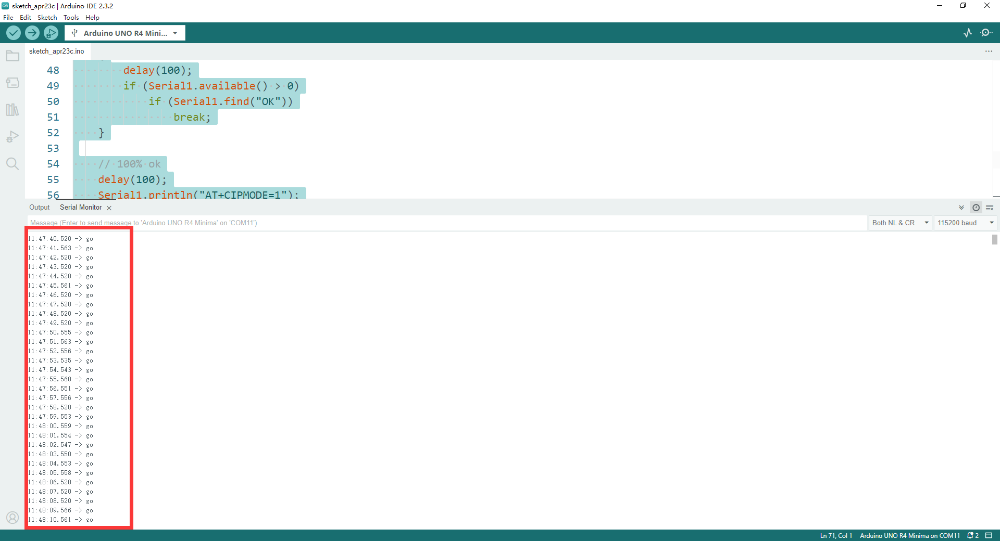 sketch_apr23c | Arduino IDE 2.3.2
File Edit Sketch Tools Help
Arduino UNO R4 Mini...
sketch_apr23c.ino
48 delay(100);
49 if (Serial1.available() > 0)
50 if (Serial1.find("OK"))
51 break;
52 }
53
54 // 100% ok
55 delay(100);
56 Serial1.println("AT+CIPMODE=1");
Output Serial Monitor
Message (Enter to send message to 'Arduino UNO R4 Minima' on 'COM11') Both NL & CR 115200 baud
11:47:40.520 -> go
11:47:41.563 -> go
11:47:42.520 -> go
11:47:43.520 -> go
11:47:44.520 -> go
11:47:45.561 -> go
11:47:46.520 -> go
11:47:47.520 -> go
11:47:48.520 -> go
11:47:49.520 -> go
11:47:50.555 -> go
11:47:51.563 -> go
11:47:52.556 -> go
11:47:53.535 -> go
11:47:54.543 -> go
11:47:55.560 -> go
11:47:56.551 -> go
11:47:57.556 -> go
11:47:58.520 -> go
11:47:59.553 -> go
11:48:00.559 -> go
11:48:01.554 -> go
11:48:02.547 -> go
11:48:03.550 -> go
11:48:04.553 -> go
11:48:05.558 -> go
11:48:06.520 -> go
11:48:07.520 -> go
11:48:08.520 -> go
11:48:09.566 -> go
11:48:10.561 -> go
Ln 71, Col 1 Arduino UNO R4 Minima on COM11 2